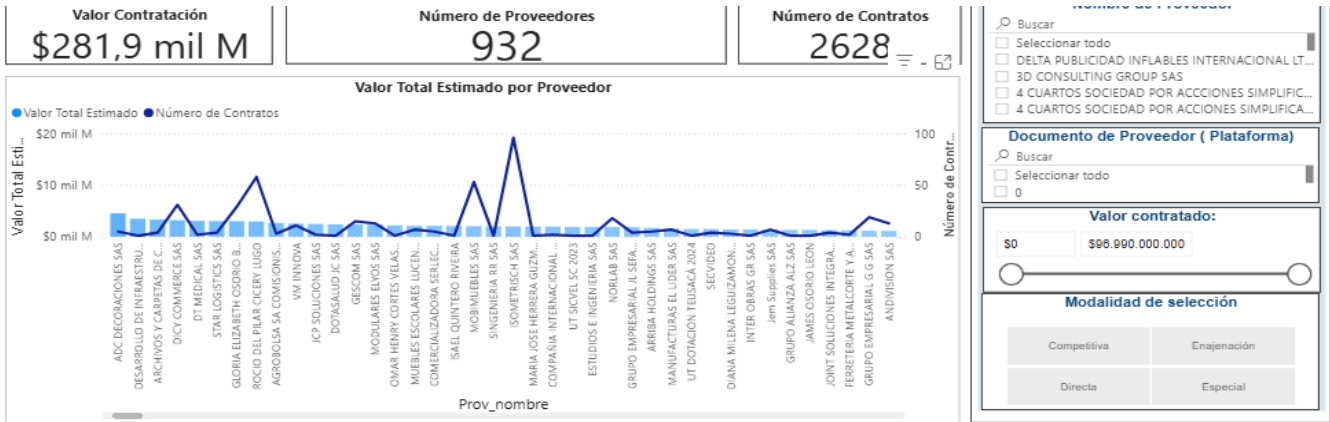 Valor Contratación
$281,9 mil M
Número de Proveedores
932
Número de Contratos
2628
Valor Total Estimado por Proveedor
Valor Total Estimado
Número de Contratos
Valor Total Esti...
$20 mil M
$10 mil M
$0 mil M
100
50
0
Número de Contr...
ADC DECORACIONES SAS
DESARROLLO DE INFRAESTRU...
ARCHIVOS Y CARPETAS DE C...
DICY COMMERCE SAS
DT MEDICAL SAS
STAR LOGISTICS SAS
GLORIA ELIZABETH OSORIO B...
ROCIO DEL PILAR CICERY LUGO
AGROBOLSA SA COMISIONIS...
VM INNOVA
JCP SOLUCIONES SAS
DOTASALUD JC SAS
GESCOM SAS
MODULARES ELYOS SAS
OMAR HENRY CORTES VELAS...
MUEBLES ESCOLARES LUCEN...
COMERCIALIZADORA SERLEC...
ISAEL QUINTERO RIVEIRA
MOBIMUEBLES SAS
SINGENIERIA RR SAS
ISOMETRISCH SAS
MARIA JOSE HERRERA GUZM...
COMPAÑIA INTERNACIONAL ...
UT SICVEL SC 2023
ESTUDIOS E INGENIERIA SAS
NORLAB SAS
GRUPO EMPRESARIAL JL SEFA...
ARRIBA HOLDINGS SAS
MANUFACTURAS EL LIDER SAS
UT DOTACIÓN TEUSACÁ 2024
SECVIDEO
DIANA MILENA LEGUIZAMON...
INTER OBRAS GR SAS
Jem Supplies SAS
GRUPO ALIANZA ALZ SAS
JAMES OSORIO LEON
JOINT SOLUCIONES INTEGRA...
FERRETERIA METALCORTE Y A...
GRUPO EMPRESARIAL G G SAS
ANDIVISION SAS
Prov_nombre
Nombre de Proveedor
Buscar
Seleccionar todo
DELTA PUBLICIDAD INFLABLES INTERNACIONAL LT...
3D CONSULTING GROUP SAS
4 CUARTOS SOCIEDAD POR ACCCIONES SIMPLIFIC...
4 CUARTOS SOCIEDAD POR ACCIONES SIMPLIFICA...
Documento de Proveedor ( Plataforma)
Buscar
Seleccionar todo
0
Valor contratado:
$0
$96.990.000.000
Modalidad de selección
Competitiva
Enajenación
Directa
Especial